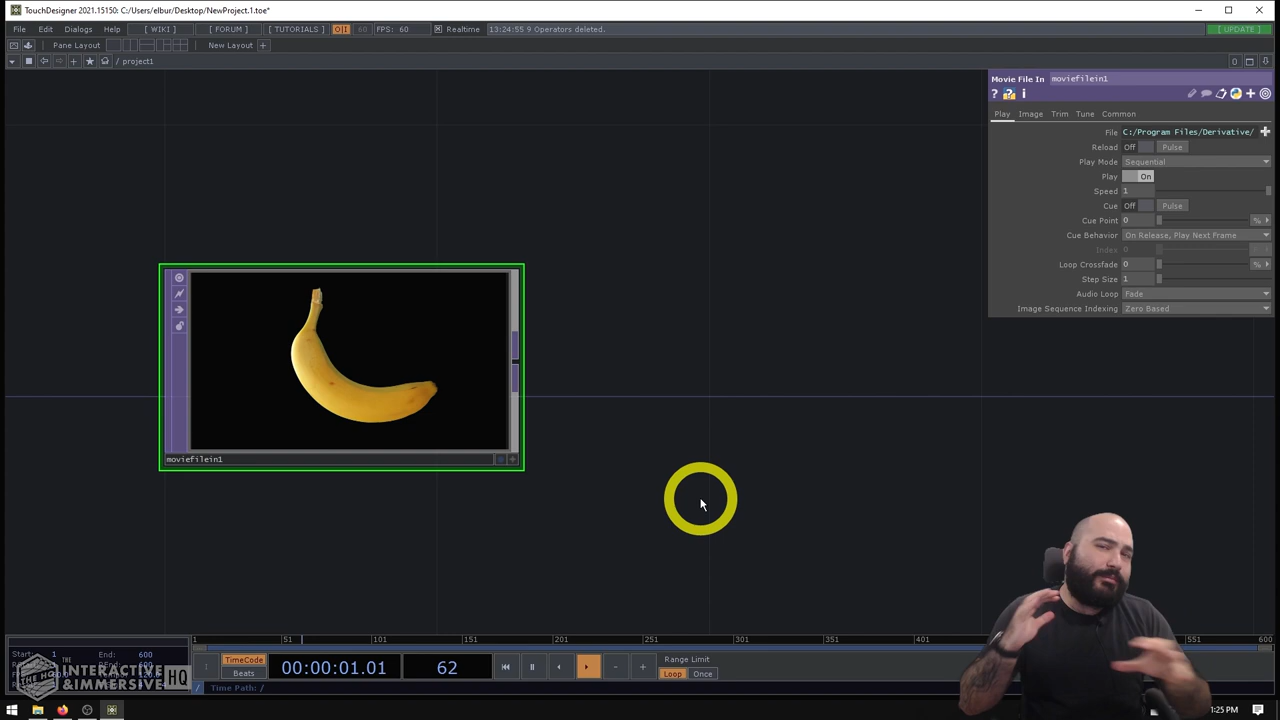 TouchDesigner 2021.15150: C:/Users/elbur/Desktop/NewProject.1.toe*
File Edit Dialogs Help [ WIKI ] [ FORUM ] [ TUTORIALS ] O|I 60 FPS: 60 Realtime 13:24:55 9 Operators deleted. [ UPDATE ]
Pane Layout New Layout +
/ project1 0
Movie File In moviefilein1
? ? i
Play Image Trim Tune Common
File C:/Program Files/Derivative/
Reload Off Pulse
Play Mode Sequential
Play On
Speed 1
Cue Off Pulse
Cue Point 0 %
Cue Behavior On Release, Play Next Frame
Index 0
Loop Crossfade 0 %
Step Size 1
Audio Loop Fade
Image Sequence Indexing Zero Based
moviefilein1
1 51 101 151 201 251 301 351 401 551 600
Start: 1 End: 600
TimeCode
Beats
00:00:01.01 62
Range Limit
Loop Once
THE
INTERACTIVE
& IMMERSIVE HQ
/ Time Path: /
1:25 PM